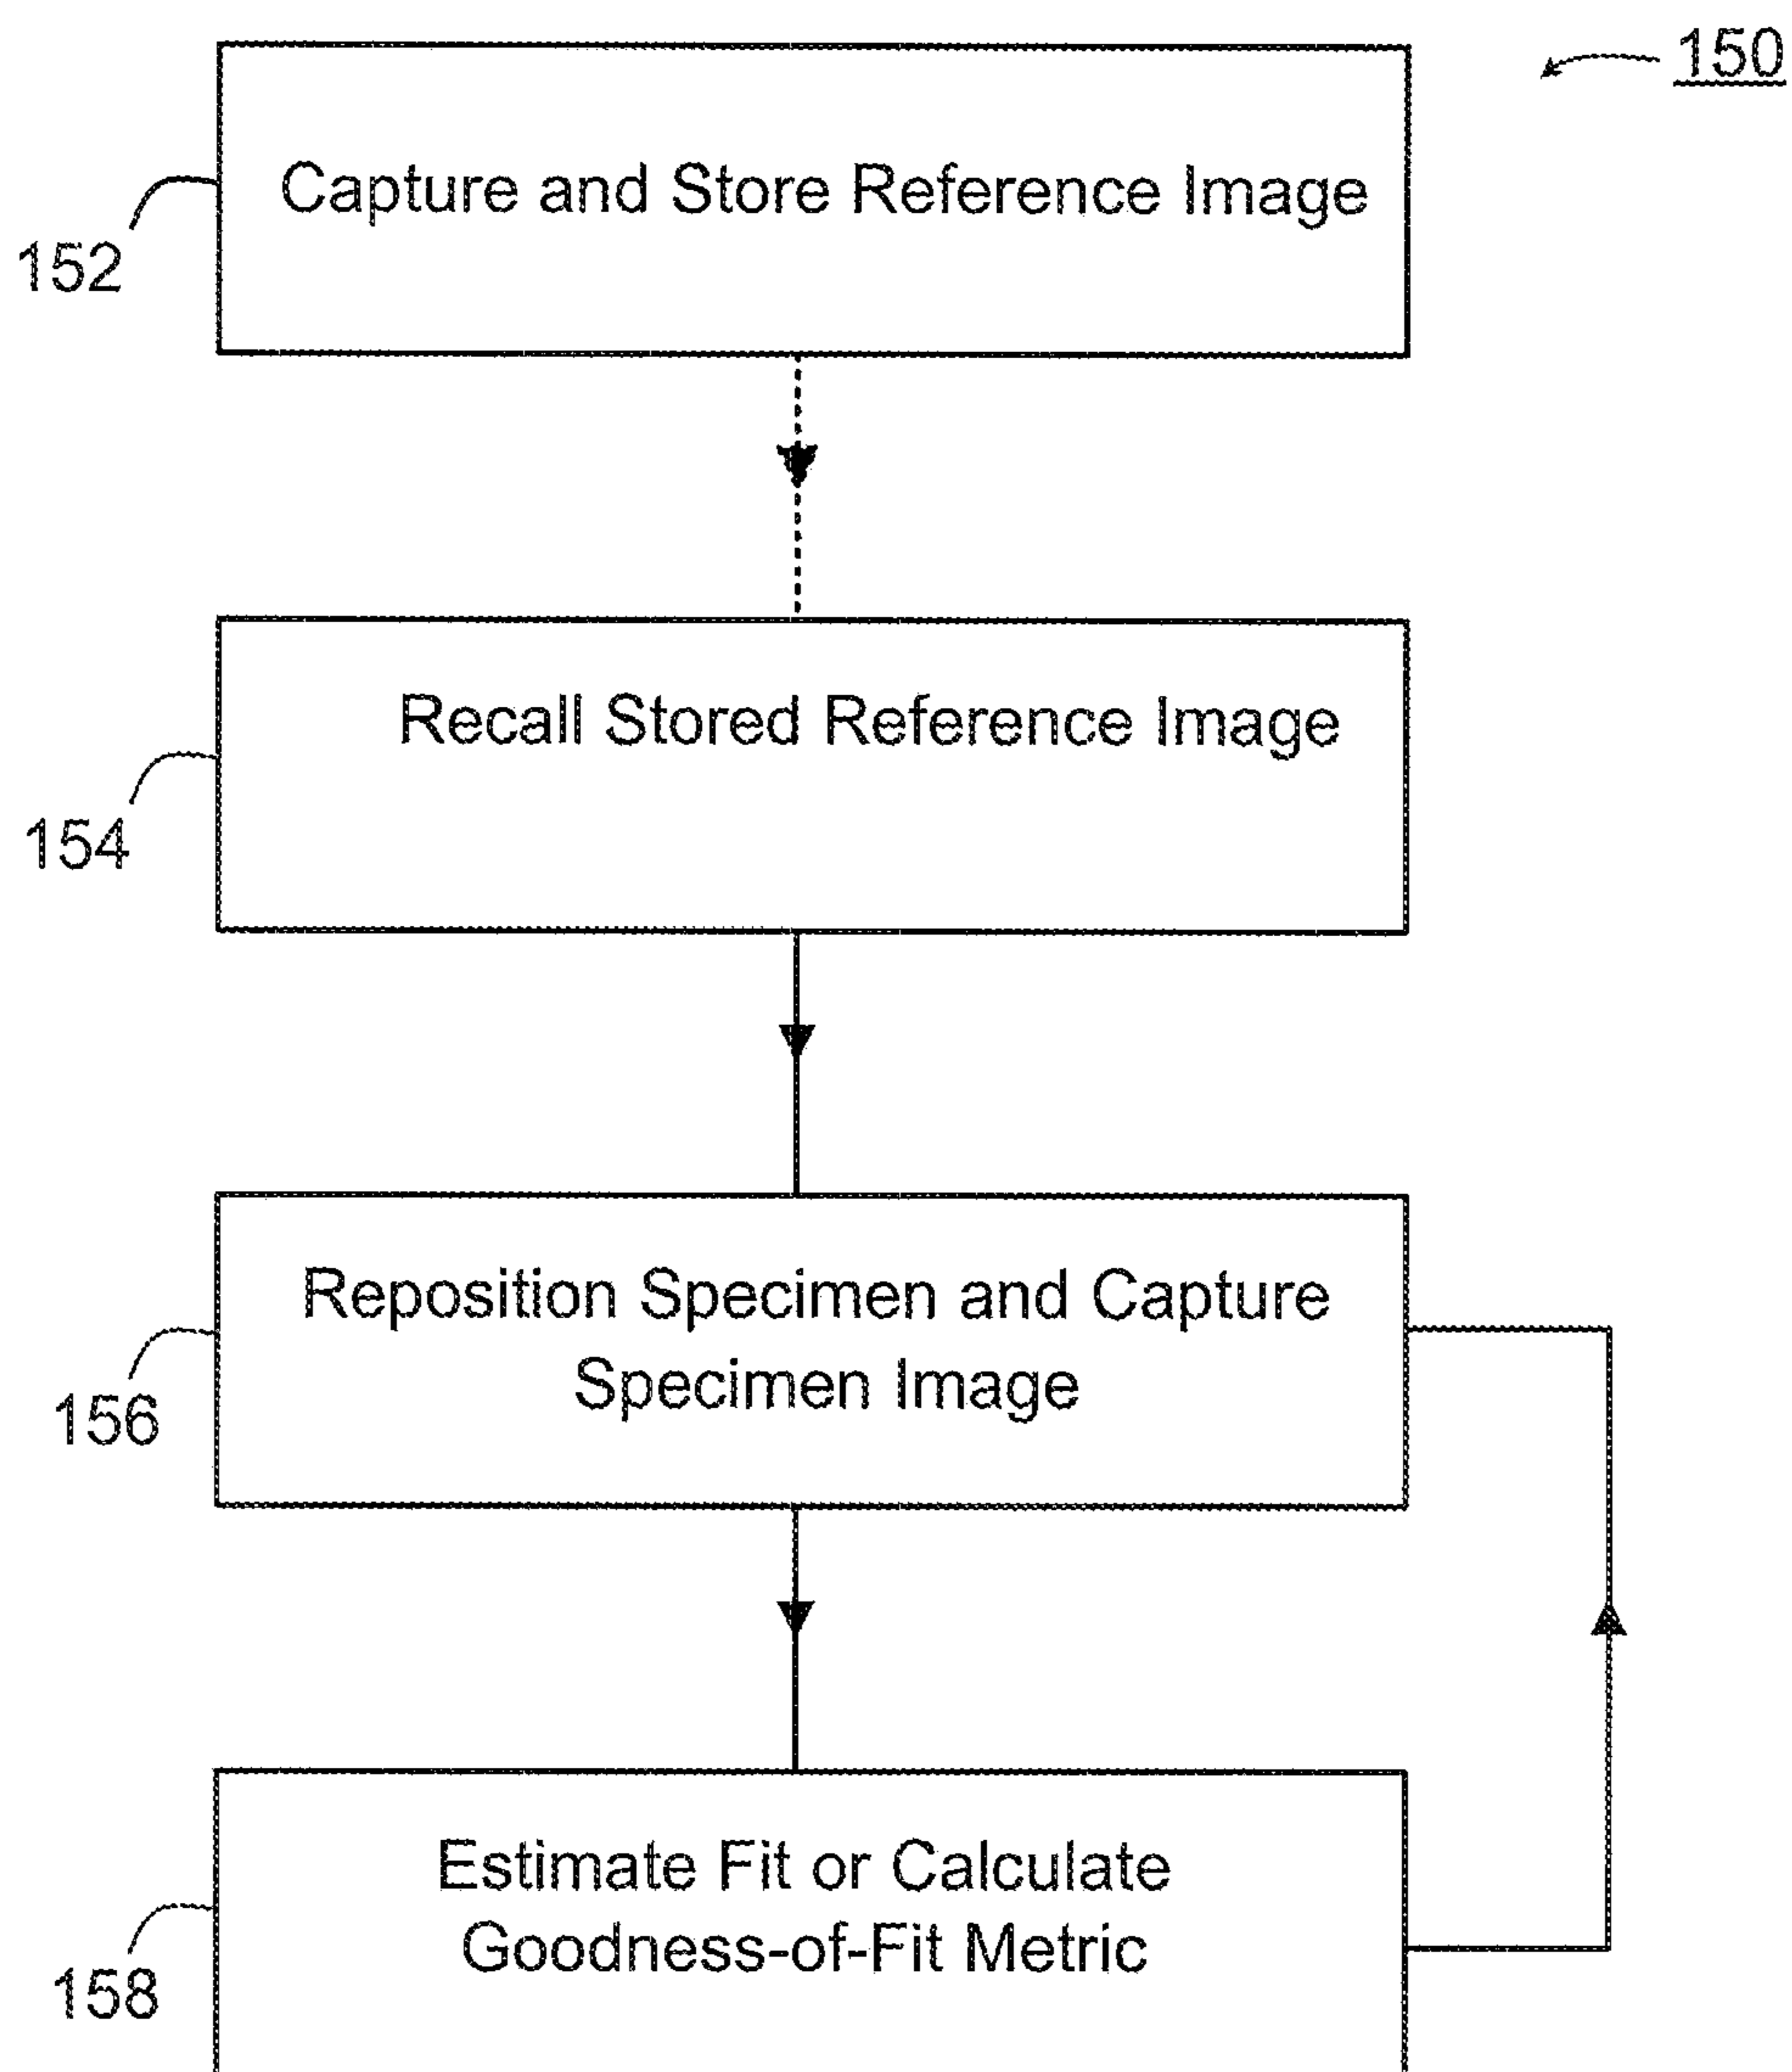 150
Capture and Store Reference Image
152
Recall Stored Reference Image
154
Reposition Specimen and Capture
Specimen Image
156
Estimate Fit or Calculate
Goodness-of-Fit Metric
158